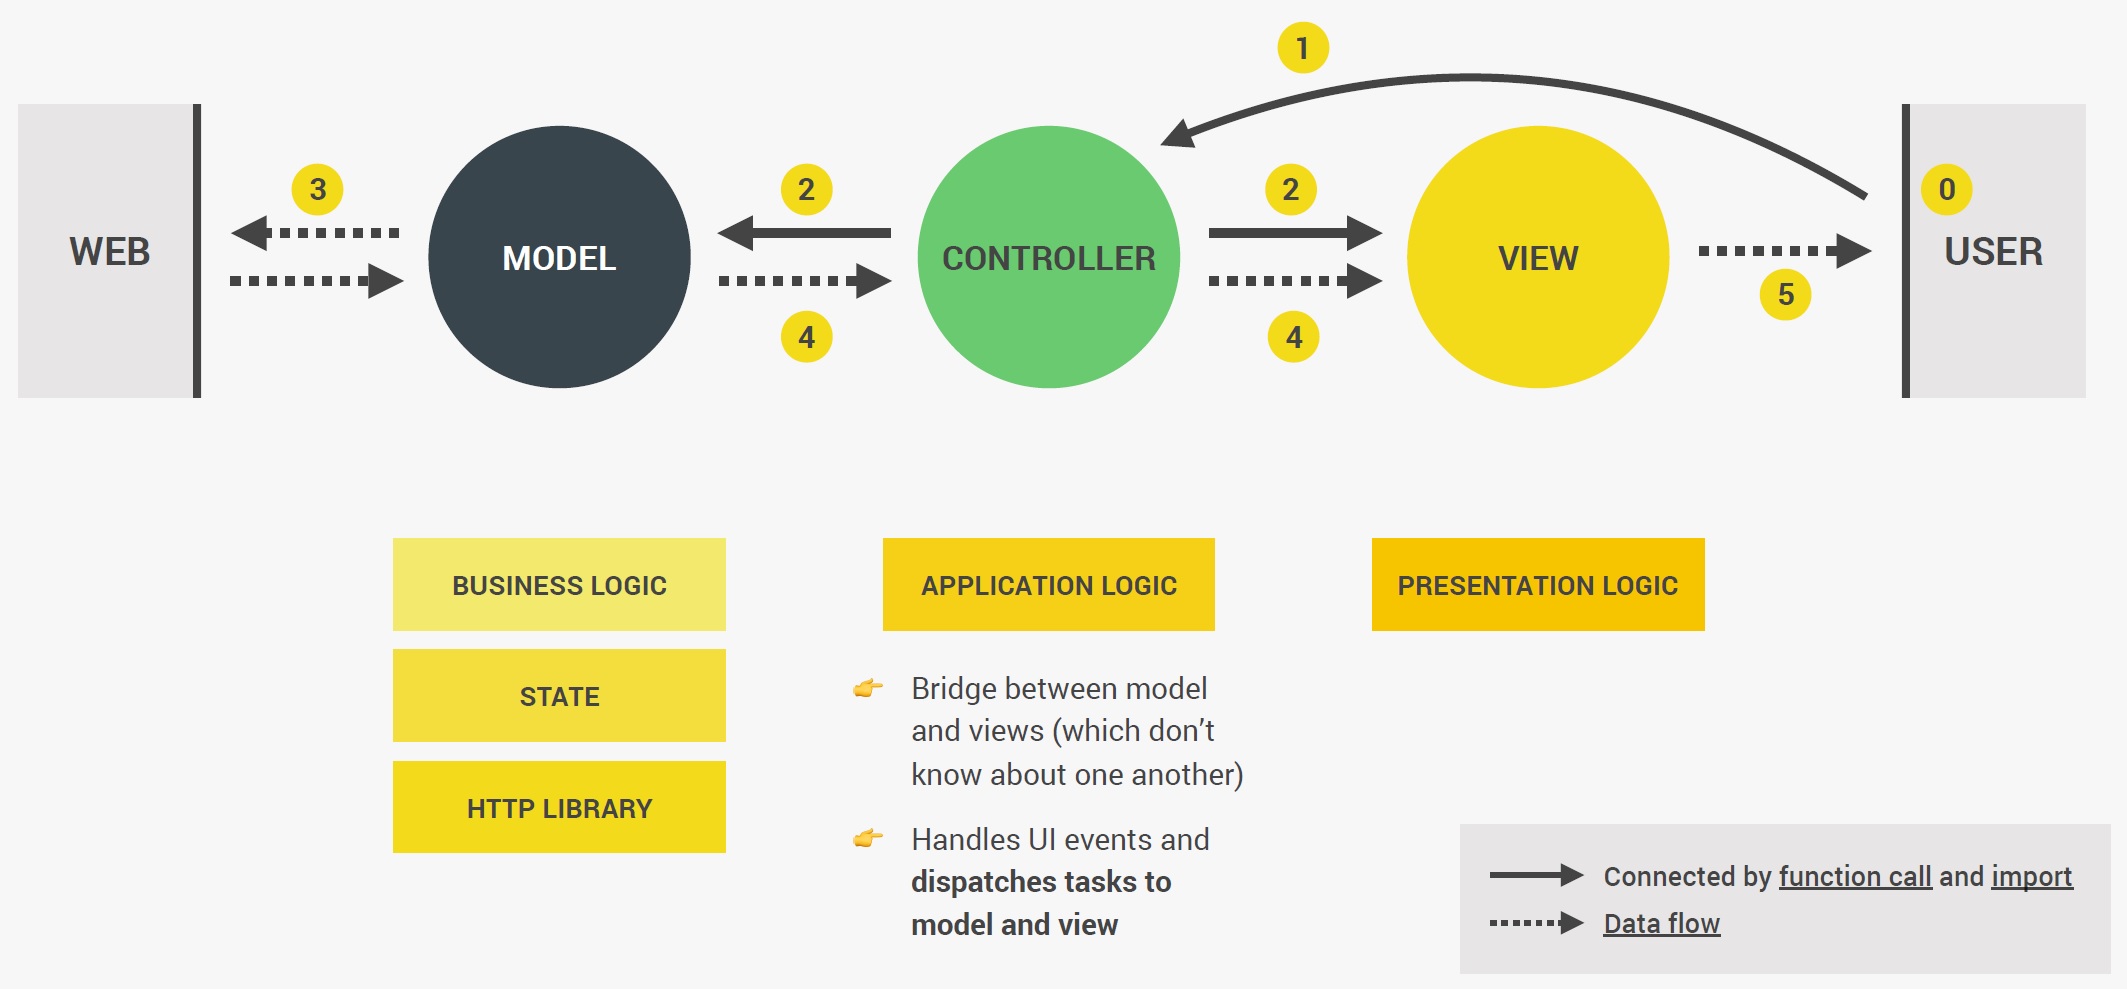 1
WEB
3
MODEL
2
4
CONTROLLER
2
4
VIEW
5
0
USER
BUSINESS LOGIC
STATE
HTTP LIBRARY
APPLICATION LOGIC
👉 Bridge between model
and views (which don't
know about one another)
👉 Handles UI events and
dispatches tasks to
model and view
PRESENTATION LOGIC
Connected by function call and import
Data flow